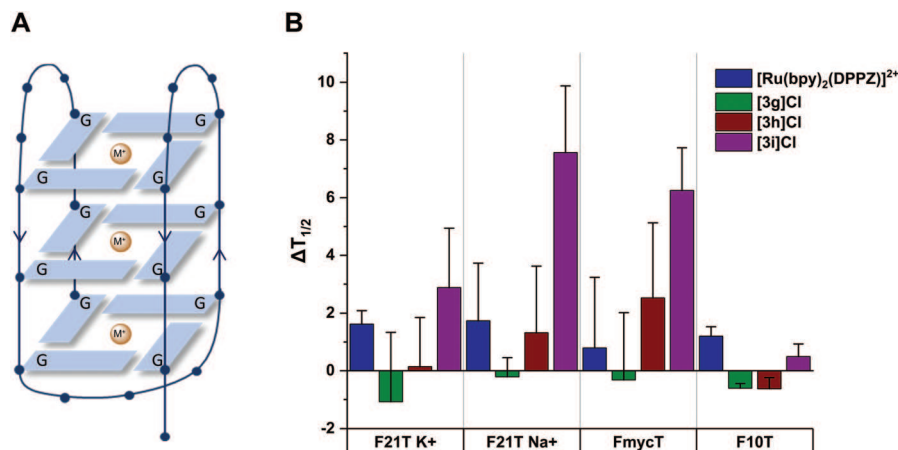 A
G
G
M⁺
G
G
G
G
M⁺
G
G
G
G
M⁺
G
G
B
ΔT1/2
10
8
6
4
2
0
-2
[Ru(bpy)2(DPPZ)]2+
[3g]Cl
[3h]Cl
[3i]Cl
F21T K+
F21T Na+
FmycT
F10T